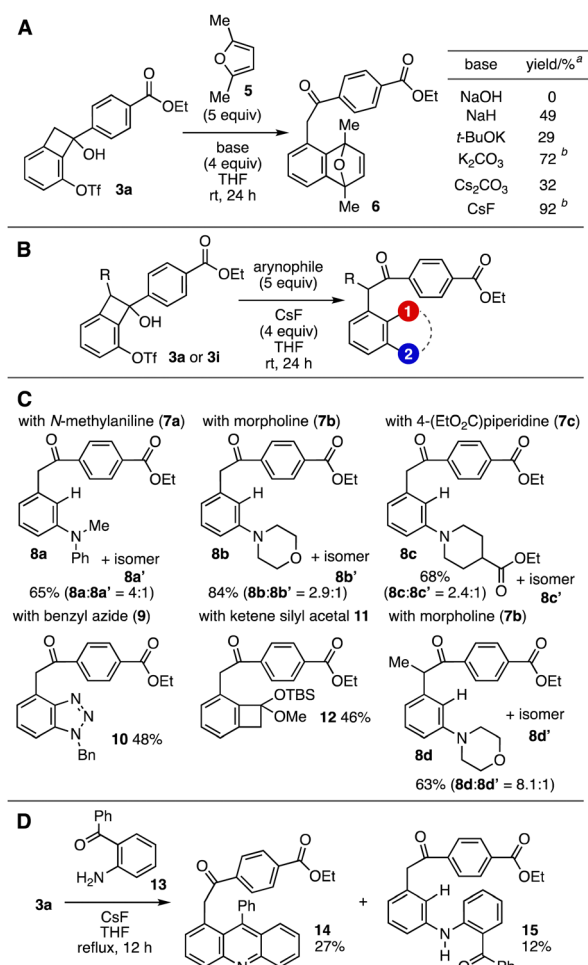 A
Me
O
Me
5
(5 equiv)
base
(4 equiv)
THF
rt, 24 h
O
OEt
OH
OTf
3a
O
O
OEt
Me
O
Me
6
base yield/%a
NaOH 0
NaH 49
t-BuOK 29
K2CO3 72 b
Cs2CO3 32
CsF 92 b
B
R
O
OEt
OH
OTf
3a or 3i
arynophile
(5 equiv)
CsF
(4 equiv)
THF
rt, 24 h
R
O
O
OEt
1
2
C
with N-methylaniline (7a)
O
O
OEt
H
N
Me
Ph
8a
+ isomer
8a'
65% (8a:8a' = 4:1)
with morpholine (7b)
O
O
OEt
H
N
O
8b
+ isomer
8b'
84% (8b:8b' = 2.9:1)
with 4-(EtO2C)piperidine (7c)
O
O
OEt
H
N
8c
OEt
O
68%
+ isomer
(8c:8c' = 2.4:1)
8c'
with benzyl azide (9)
O
O
OEt
N
N
N
Bn
10 48%
with ketene silyl acetal 11
O
O
OEt
OTBS
OMe
12 46%
with morpholine (7b)
Me
O
O
OEt
H
N
O
8d
+ isomer
8d'
63% (8d:8d' = 8.1:1)
D
3a
Ph
O
H2N
13
CsF
THF
reflux, 12 h
O
O
OEt
Ph
N
14
27%
+
O
O
OEt
H
N
H
15
12%